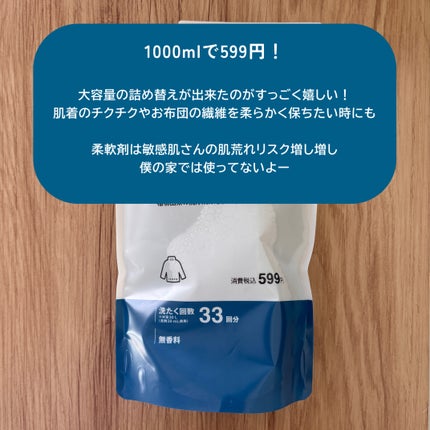 1000mlで599円！
大容量の詰め替えが出来たのがすっごく嬉しい！
肌着のチクチクやお布団の繊維を柔らかく保ちたい時にも
柔軟剤は敏感肌さんの肌荒れリスク増し増し
僕の家では使ってないよー
消費税込 599円
洗たく回数 33 回分
無香料